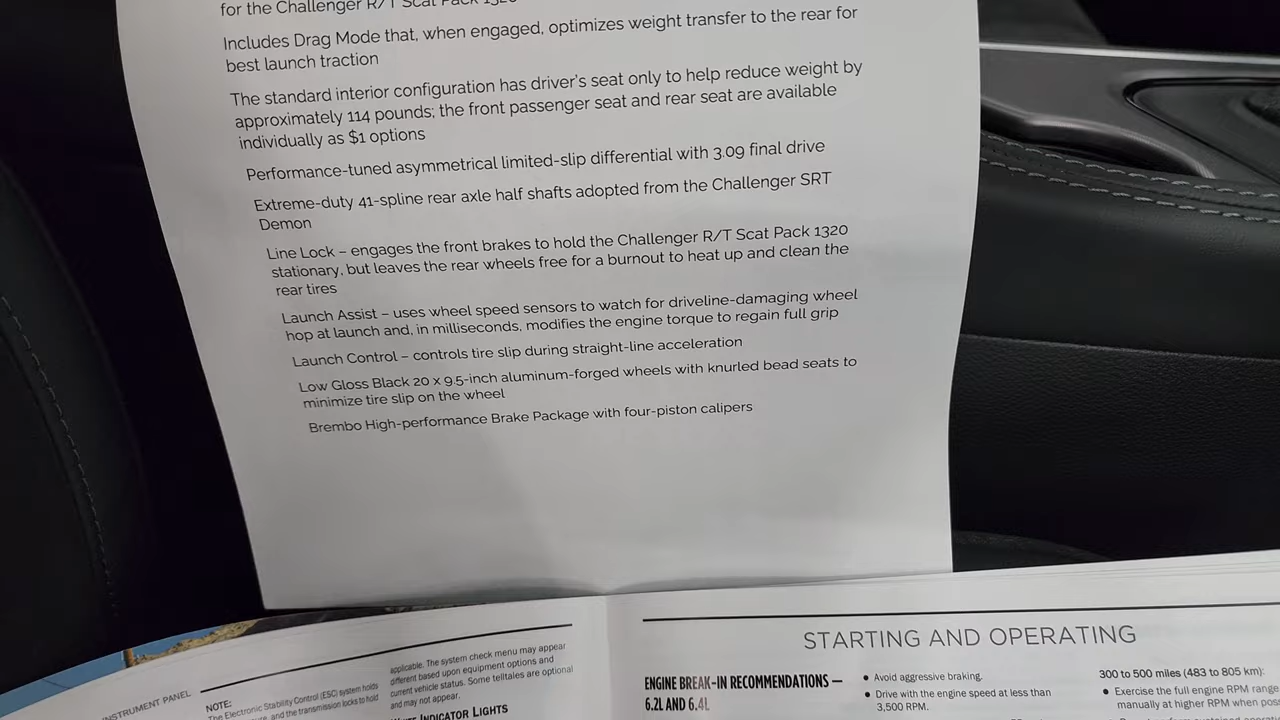 for the Challenger R/T Scat Pack 1320
Includes Drag Mode that, when engaged, optimizes weight transfer to the rear for
best launch traction
The standard interior configuration has driver's seat only to help reduce weight by
approximately 114 pounds; the front passenger seat and rear seat are available
individually as $1 options
Performance-tuned asymmetrical limited-slip differential with 3.09 final drive
Extreme-duty 41-spline rear axle half shafts adopted from the Challenger SRT
Demon
Line Lock – engages the front brakes to hold the Challenger R/T Scat Pack 1320
stationary, but leaves the rear wheels free for a burnout to heat up and clean the
rear tires
Launch Assist – uses wheel speed sensors to watch for driveline-damaging wheel
hop at launch and, in milliseconds, modifies the engine torque to regain full grip
Launch Control – controls tire slip during straight-line acceleration
Low Gloss Black 20 x 9.5-inch aluminum-forged wheels with knurled bead seats to
minimize tire slip on the wheel
Brembo High-performance Brake Package with four-piston calipers
INSTRUMENT PANEL
NOTE:
The Electronic Stability Control (ESC) system holds
and the transmission locks to hold
applicable. The system check menu may appear
different based upon equipment options and
current vehicle status. Some telltales are optional
and may not appear.
INDICATOR LIGHTS
STARTING AND OPERATING
ENGINE BREAK-IN RECOMMENDATIONS —
6.2L AND 6.4L
● Avoid aggressive braking.
● Drive with the engine speed at less than
3,500 RPM.
300 to 500 miles (483 to 805 km):
● Exercise the full engine RPM range
manually at higher RPM when